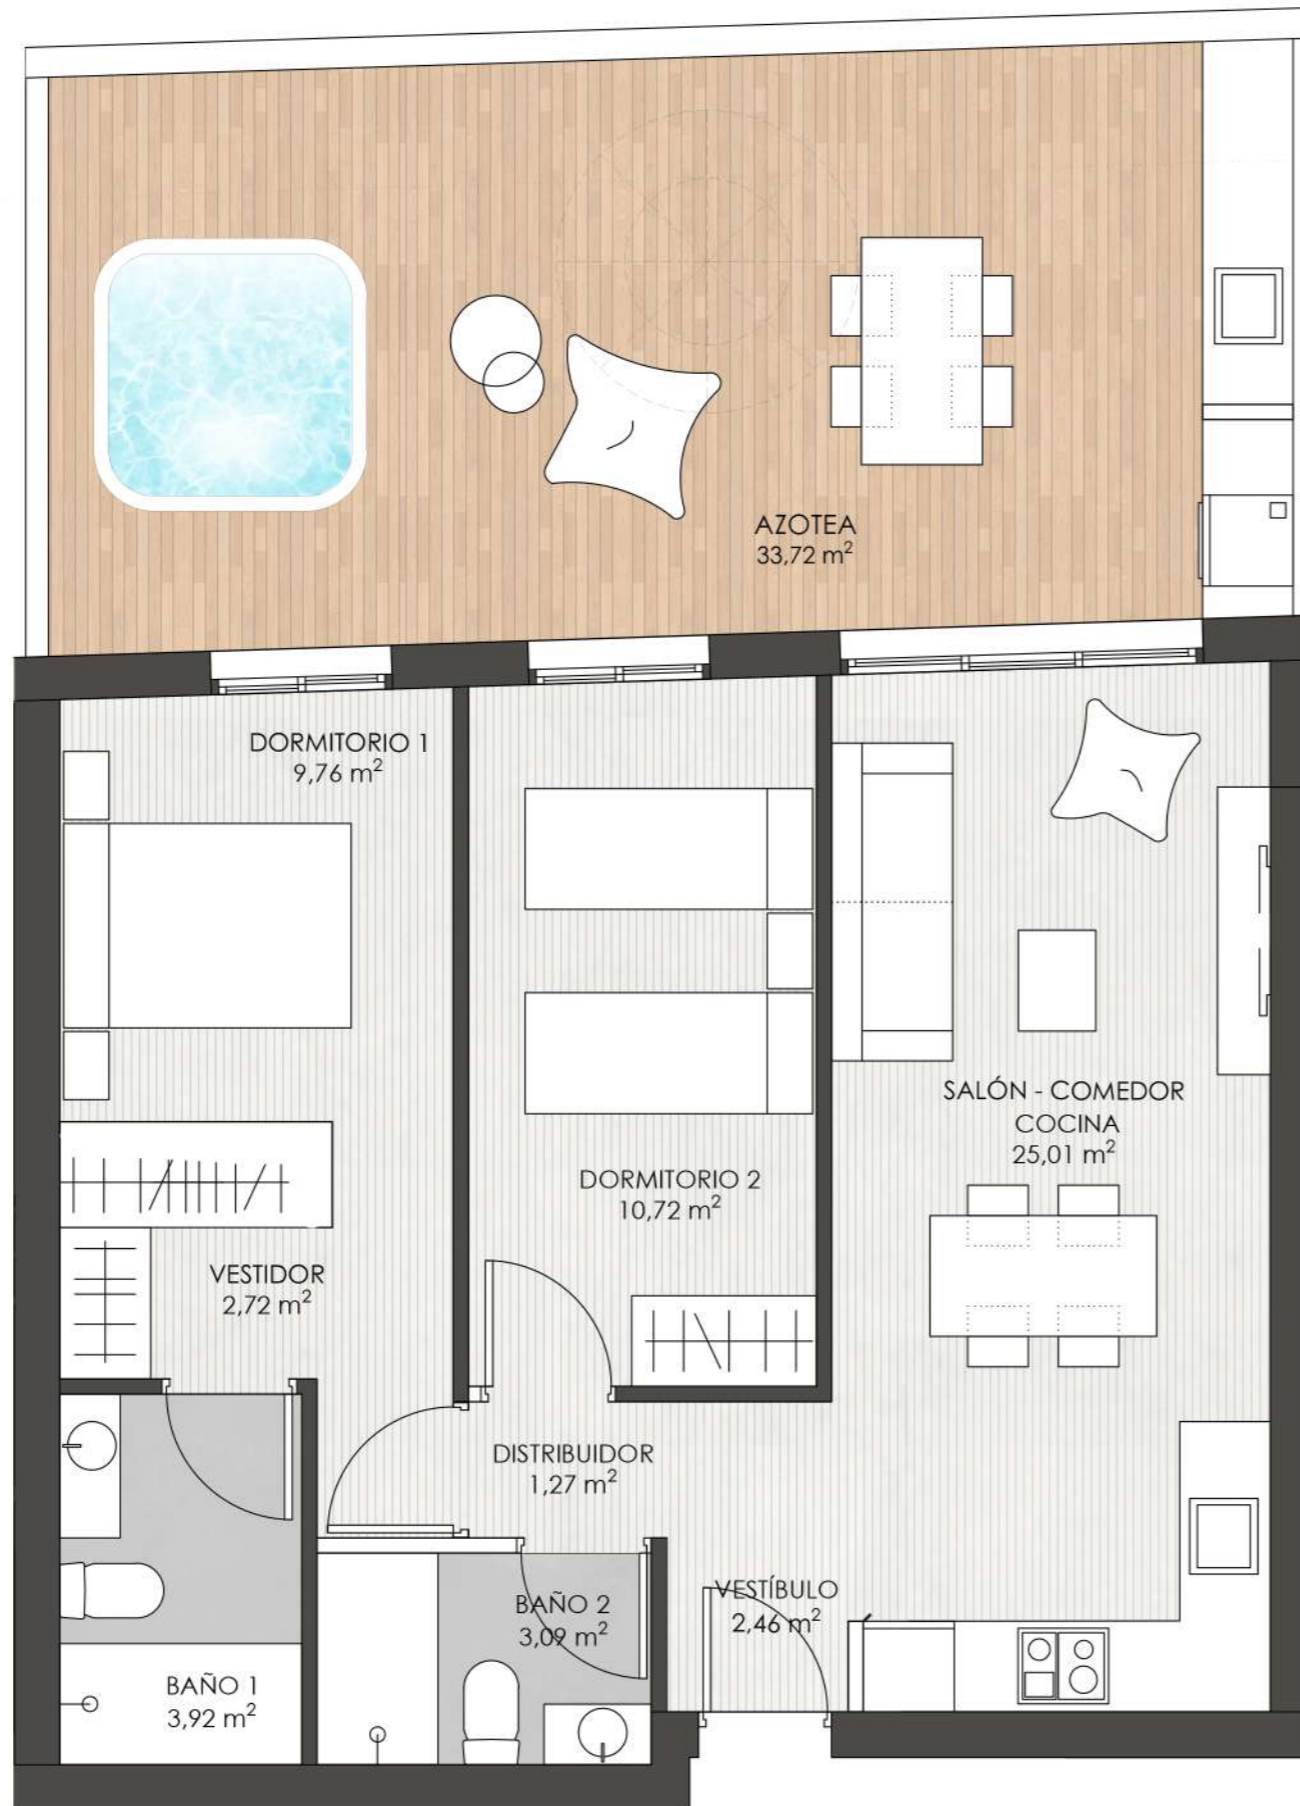 AZOTEA
33,72 m²
DORMITORIO 1
9,76 m²
SALÓN - COMEDOR
COCINA
25,01 m²
DORMITORIO 2
10,72 m²
VESTIDOR
2,72 m²
DISTRIBUIDOR
1,27 m²
VESTÍBULO
2,46 m²
BAÑO 2
3,09 m²
BAÑO 1
3,92 m²